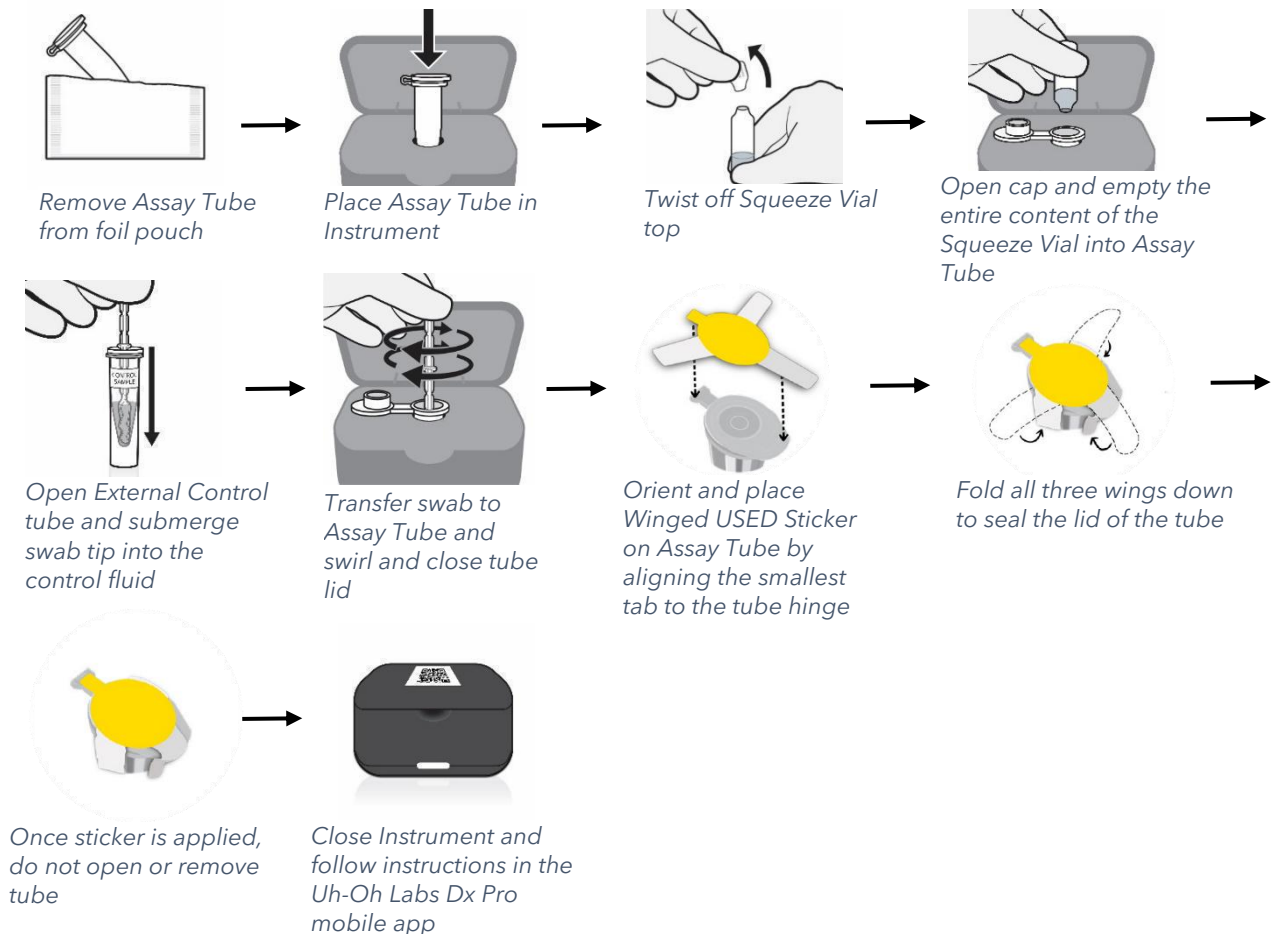 Remove Assay Tube
from foil pouch
Place Assay Tube in
Instrument
Twist off Squeeze Vial
top
Open cap and empty the
entire content of the
Squeeze Vial into Assay
Tube
CONTROL
SAMPLE
Open External Control
tube and submerge
swab tip into the
control fluid
Transfer swab to
Assay Tube and
swirl and close tube
lid
Orient and place
Winged USED Sticker
on Assay Tube by
aligning the smallest
tab to the tube hinge
Fold all three wings down
to seal the lid of the tube
Once sticker is applied,
do not open or remove
tube
Close Instrument and
follow instructions in the
Uh-Oh Labs Dx Pro
mobile app